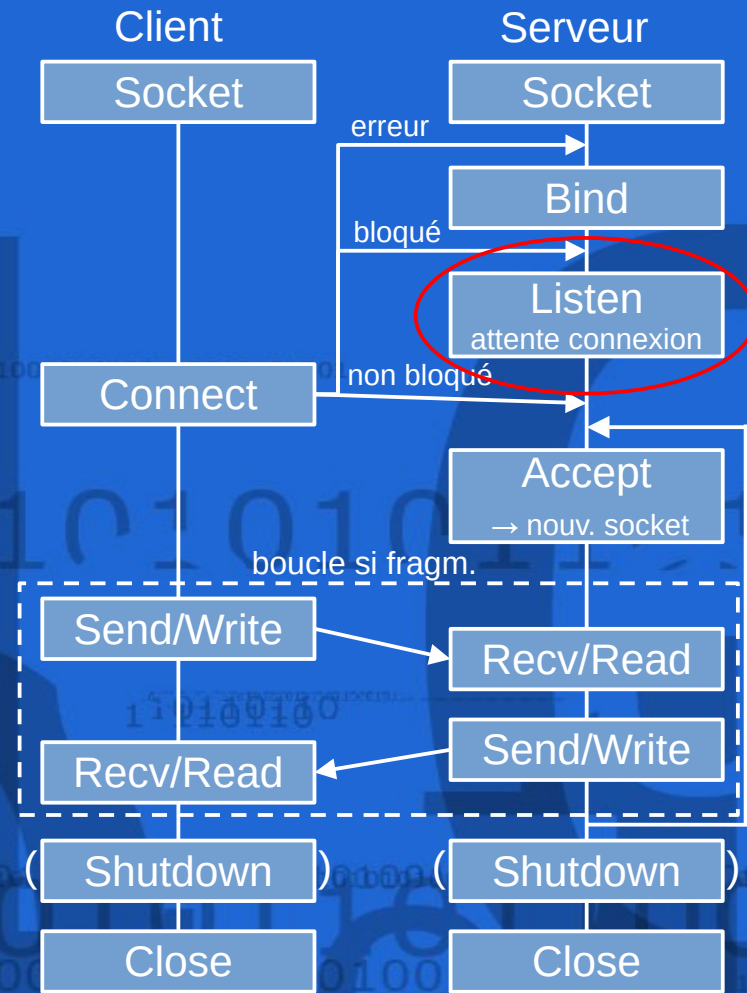 Client
Serveur
Socket
Socket
erreur
Bind
bloqué
Listen
attente connexion
non bloqué
Connect
Accept
→ nouv. socket
boucle si fragm.
Send/Write
Recv/Read
Send/Write
Recv/Read
( Shutdown )
( Shutdown )
Close
Close